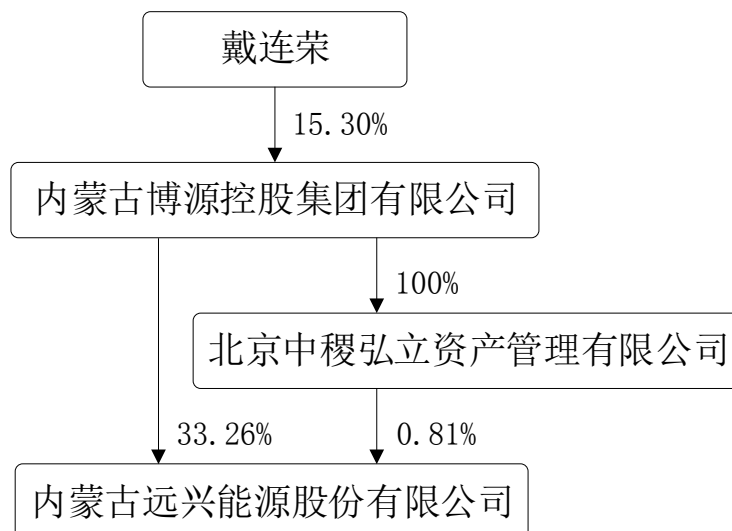 戴连荣
15.30%
内蒙古博源控股集团有限公司
100%
北京中稷弘立资产管理有限公司
33.26%
0.81%
内蒙古远兴能源股份有限公司